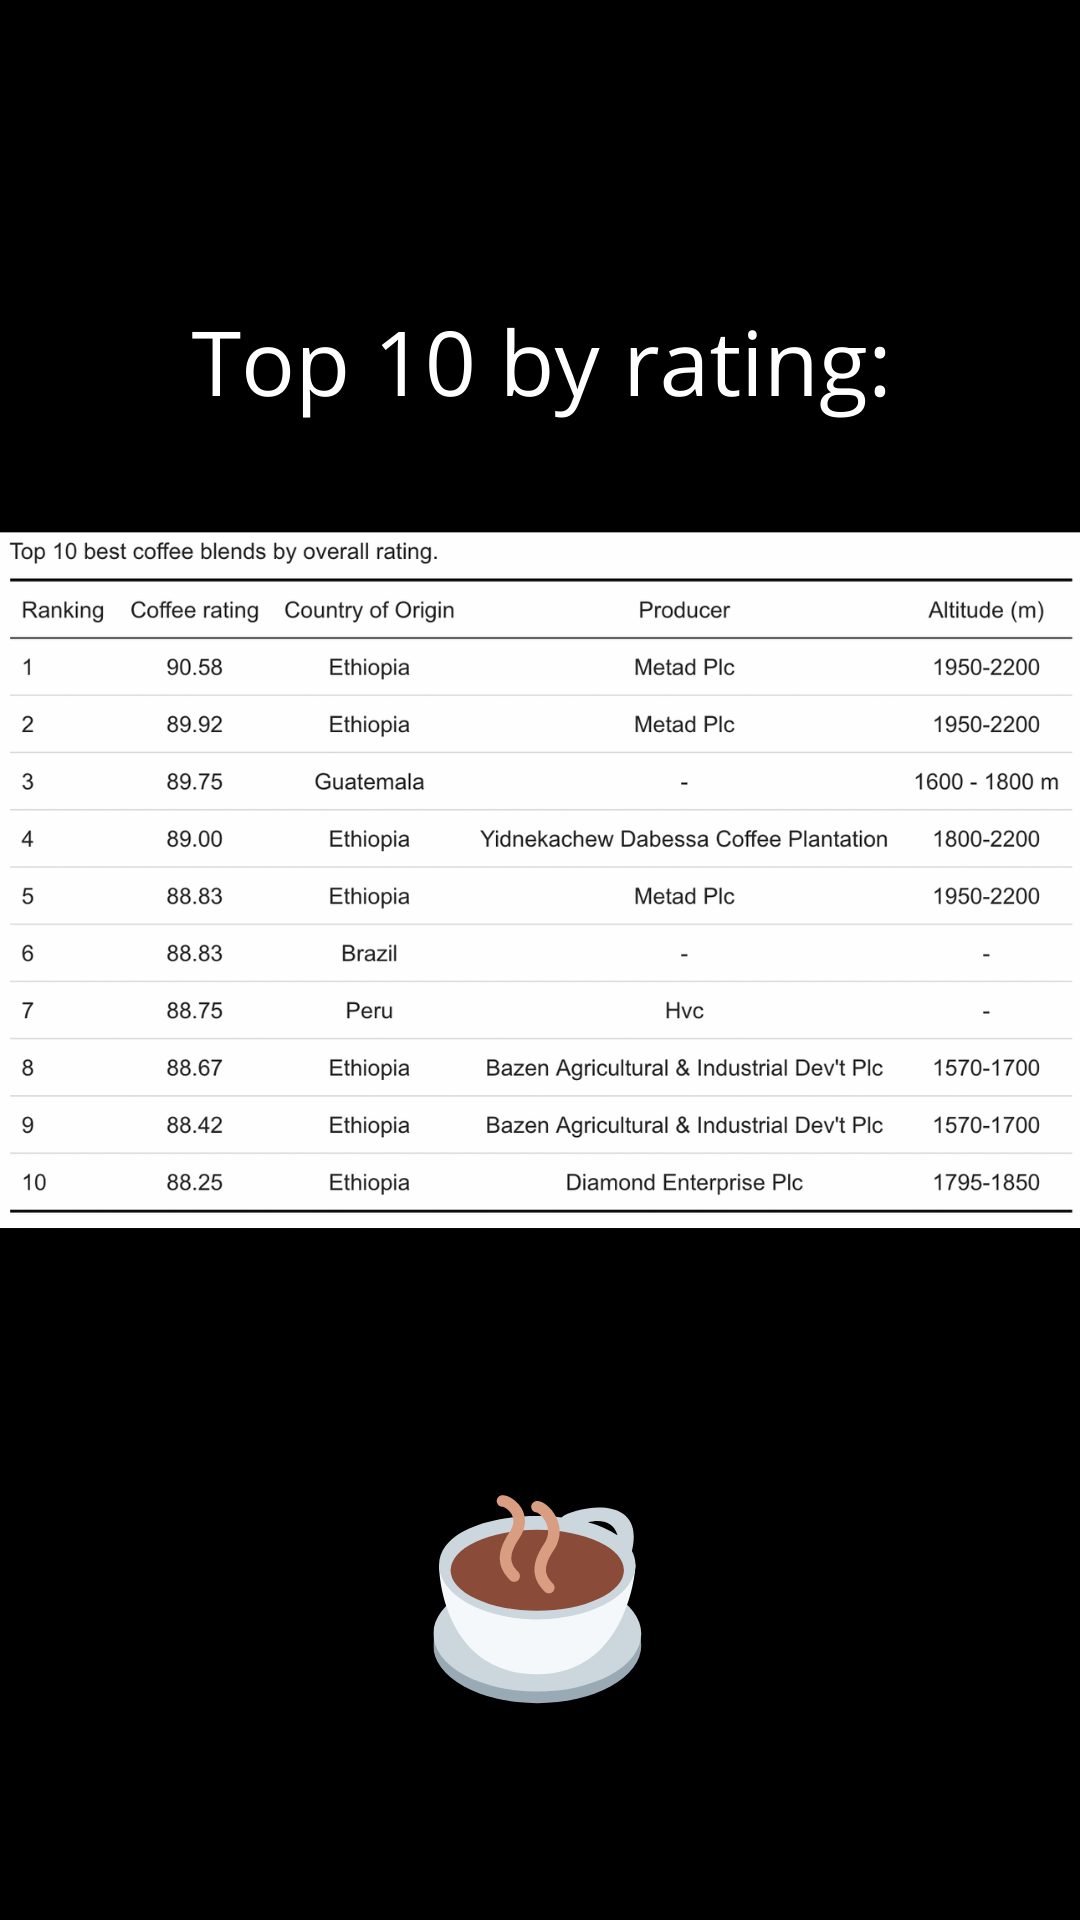 Top 10 by rating:
Top 10 best coffee blends by overall rating.
Ranking Coffee rating Country of Origin Producer Altitude (m)
1 90.58 Ethiopia Metad Plc 1950-2200
2 89.92 Ethiopia Metad Plc 1950-2200
3 89.75 Guatemala - 1600 - 1800 m
4 89.00 Ethiopia Yidnekachew Dabessa Coffee Plantation 1800-2200
5 88.83 Ethiopia Metad Plc 1950-2200
6 88.83 Brazil - -
7 88.75 Peru Hvc -
8 88.67 Ethiopia Bazen Agricultural & Industrial Dev't Plc 1570-1700
9 88.42 Ethiopia Bazen Agricultural & Industrial Dev't Plc 1570-1700
10 88.25 Ethiopia Diamond Enterprise Plc 1795-1850